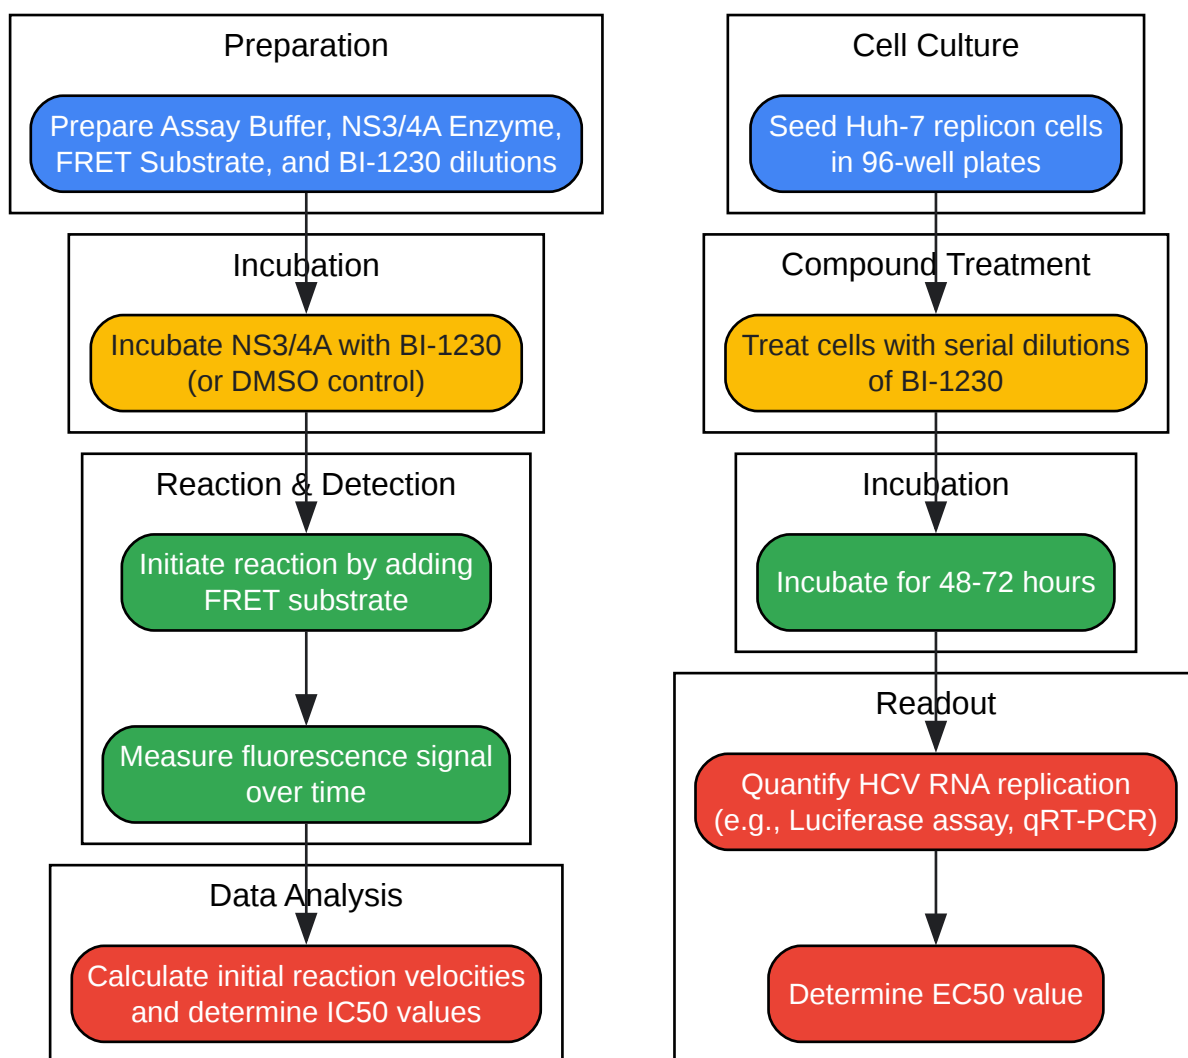 Preparation
Prepare Assay Buffer, NS3/4A Enzyme,
FRET Substrate, and BI-1230 dilutions
Incubation
Incubate NS3/4A with BI-1230
(or DMSO control)
Reaction & Detection
Initiate reaction by adding
FRET substrate
Measure fluorescence signal
over time
Data Analysis
Calculate initial reaction velocities
and determine IC50 values
Cell Culture
Seed Huh-7 replicon cells
in 96-well plates
Compound Treatment
Treat cells with serial dilutions
of BI-1230
Incubation
Incubate for 48-72 hours
Readout
Quantify HCV RNA replication
(e.g., Luciferase assay, qRT-PCR)
Determine EC50 value